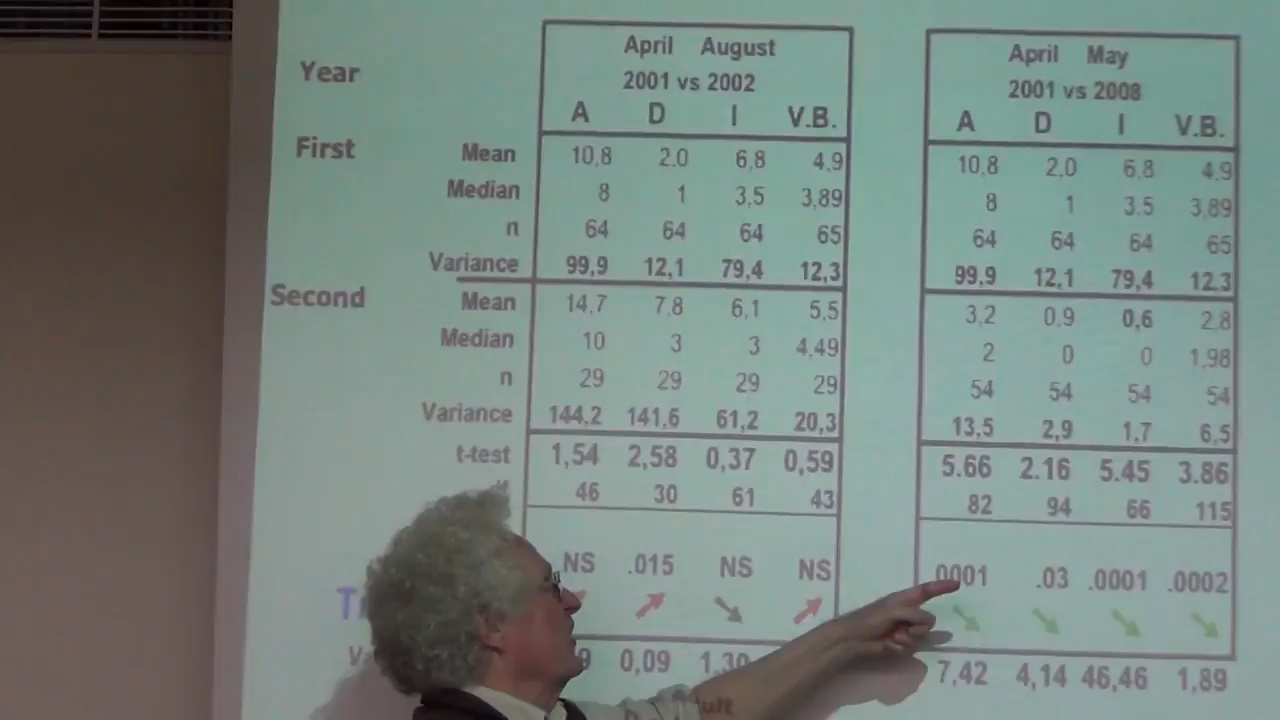 April August April May
Year 2001 vs 2002 2001 vs 2008
A D I V.B. A D I V.B.
First Mean 10,8 2.0 6,8 4,9 10,8 2,0 6,8 4,9
Median 8 1 3,5 3,89 8 1 3.5 3,89
n 64 64 64 65 64 64 64 65
Variance 99,9 12,1 79,4 12,3 99,9 12,1 79,4 12,3
Second Mean 14,7 7,8 6,1 5,5 3,2 0,9 0,6 2,8
Median 10 3 3 4,49 2 0 0 1,98
n 29 29 29 29 54 54 54 54
Variance 144,2 141,6 61,2 20,3 13,5 2,9 1,7 6,5
t-test 1,54 2,58 0,37 0,59 5.66 2.16 5.45 3.86
46 30 61 43 82 94 66 115
NS .015 NS NS .0001 .03 .0001 .0002
0,09 1,30 7,42 4,14 46,46 1,89